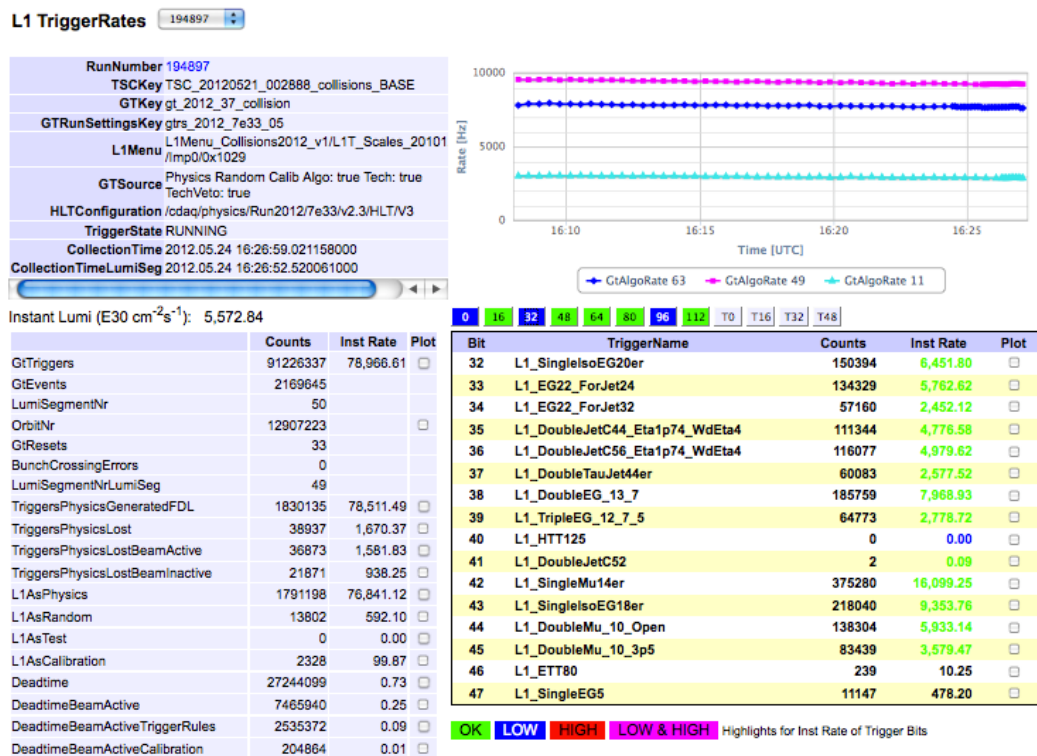 L1 TriggerRates 194897
RunNumber 194897
TSCKey TSC_20120521_002888_collisions_BASE
GTKey gt_2012_37_collision
GTRunSettingsKey gtrs_2012_7e33_05
L1Menu L1Menu_Collisions2012_v1/L1T_Scales_20101
/Imp0/0x1029
GTSource Physics Random Calib Algo: true Tech: true
TechVeto: true
HLTConfiguration /cdaq/physics/Run2012/7e33/v2.3/HLT/V3
TriggerState RUNNING
CollectionTime 2012.05.24 16:26:59.021158000
CollectionTimeLumiSeg 2012.05.24 16:26:52.520061000
Rate [Hz]
10000
5000
0
16:10 16:15 16:20 16:25
Time [UTC]
GtAlgoRate 63 GtAlgoRate 49 GtAlgoRate 11
Instant Lumi (E30 cm-2s-1): 5,572.84
Counts Inst Rate Plot
GtTriggers 91226337 78,966.61
GtEvents 2169645
LumiSegmentNr 50
OrbitNr 12907223
GtResets 33
BunchCrossingErrors 0
LumiSegmentNrLumiSeg 49
TriggersPhysicsGeneratedFDL 1830135 78,511.49
TriggersPhysicsLost 38937 1,670.37
TriggersPhysicsLostBeamActive 36873 1,581.83
TriggersPhysicsLostBeamInactive 21871 938.25
L1AsPhysics 1791198 76,841.12
L1AsRandom 13802 592.10
L1AsTest 0 0.00
L1AsCalibration 2328 99.87
Deadtime 27244099 0.73
DeadtimeBeamActive 7465940 0.25
DeadtimeBeamActiveTriggerRules 2535372 0.09
DeadtimeBeamActiveCalibration 204864 0.01
0 16 32 48 64 80 96 112 T0 T16 T32 T48
Bit TriggerName Counts Inst Rate Plot
32 L1_SingleIsoEG20er 150394 6,451.80
33 L1_EG22_ForJet24 134329 5,762.62
34 L1_EG22_ForJet32 57160 2,452.12
35 L1_DoubleJetC44_Eta1p74_WdEta4 111344 4,776.58
36 L1_DoubleJetC56_Eta1p74_WdEta4 116077 4,979.62
37 L1_DoubleTauJet44er 60083 2,577.52
38 L1_DoubleEG_13_7 185759 7,968.93
39 L1_TripleEG_12_7_5 64773 2,778.72
40 L1_HTT125 0 0.00
41 L1_DoubleJetC52 2 0.09
42 L1_SingleMu14er 375280 16,099.25
43 L1_SingleIsoEG18er 218040 9,353.76
44 L1_DoubleMu_10_Open 138304 5,933.14
45 L1_DoubleMu_10_3p5 83439 3,579.47
46 L1_ETT80 239 10.25
47 L1_SingleEG5 11147 478.20
OK LOW HIGH LOW & HIGH Highlights for Inst Rate of Trigger Bits